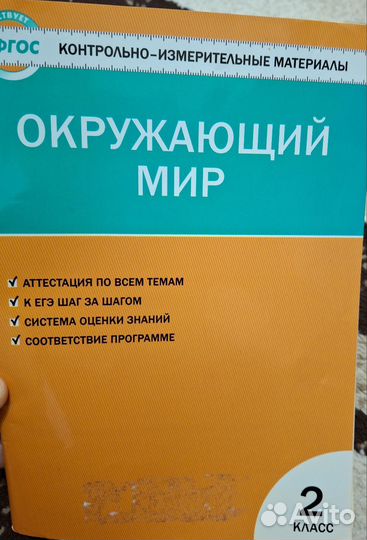 ФГОС
КОНТРОЛЬНО-ИЗМЕРИТЕЛЬНЫЕ МАТЕРИАЛЫ
ОКРУЖАЮЩИЙ
МИР
АТТЕСТАЦИЯ ПО ВСЕМ ТЕМАМ
К ЕГЭ ШАГ ЗА ШАГОМ
СИСТЕМА ОЦЕНКИ ЗНАНИЙ
СООТВЕТСТВИЕ ПРОГРАММЕ
2
КЛАСС
Avito